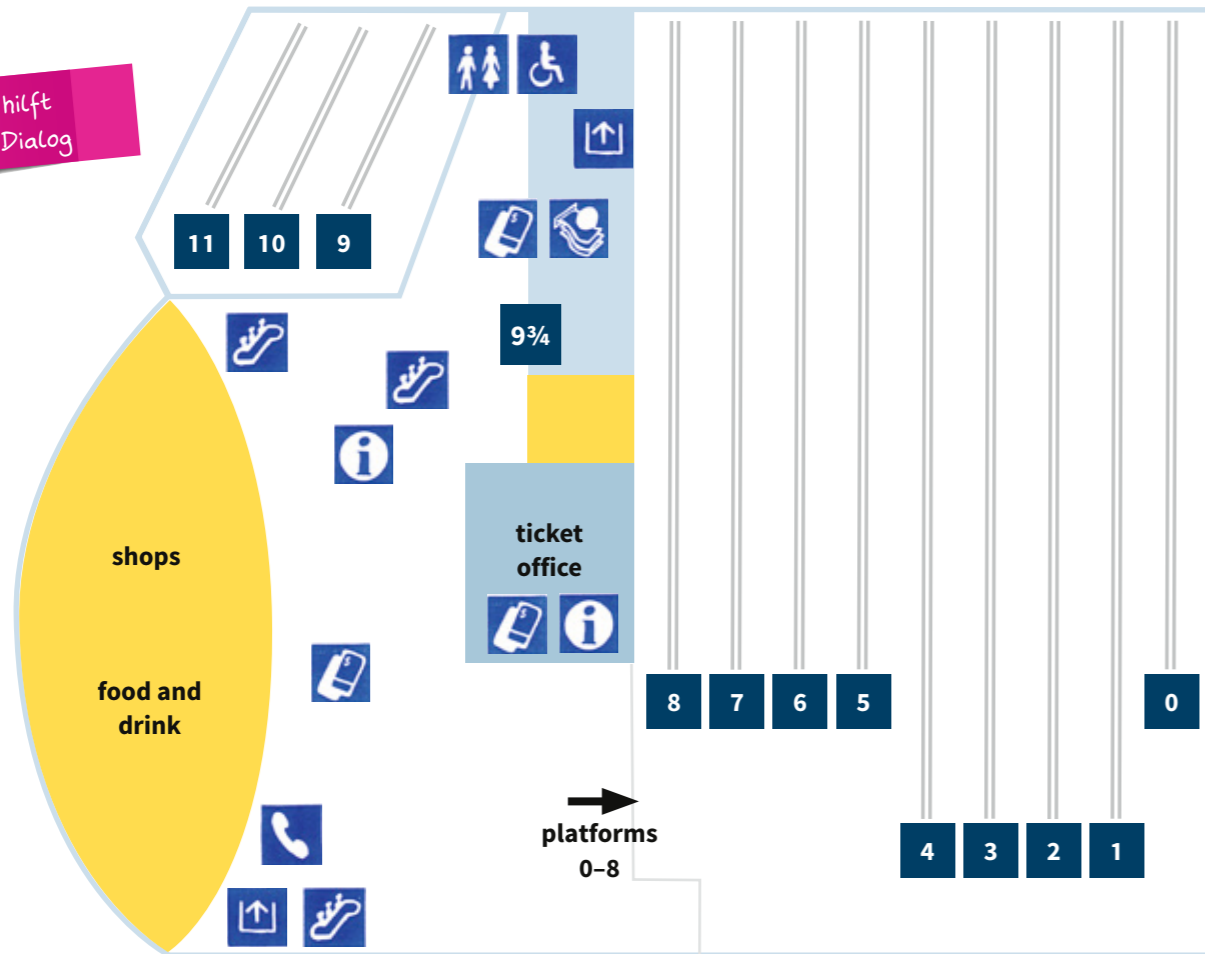 hilft
Dialog
11
10
9
9¾
shops
food and
drink
ticket
office
platforms
0–8
8
7
6
5
4
3
2
1
0